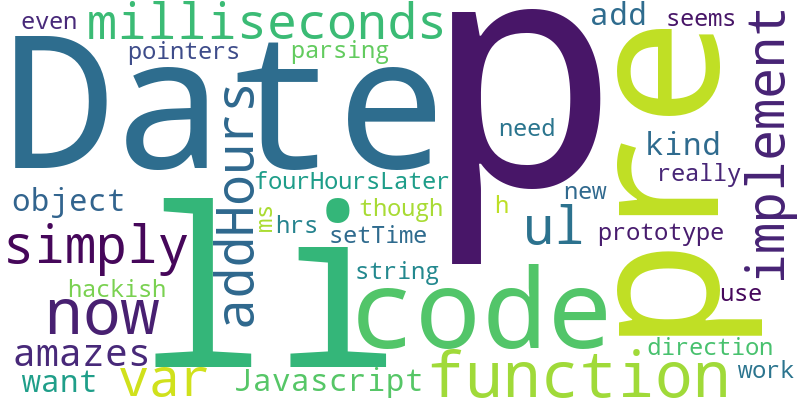 even
milliseconds
add
seems
pointers
parsing
Date
p
pre
implement
need
kind
really
fourHoursLater
object
addHours
li
though
h
new
ms
hrs
setTime
ul
prototype
simply
string
hackish
now
code
use
amazes
direction
want
var
Javascript
function
work